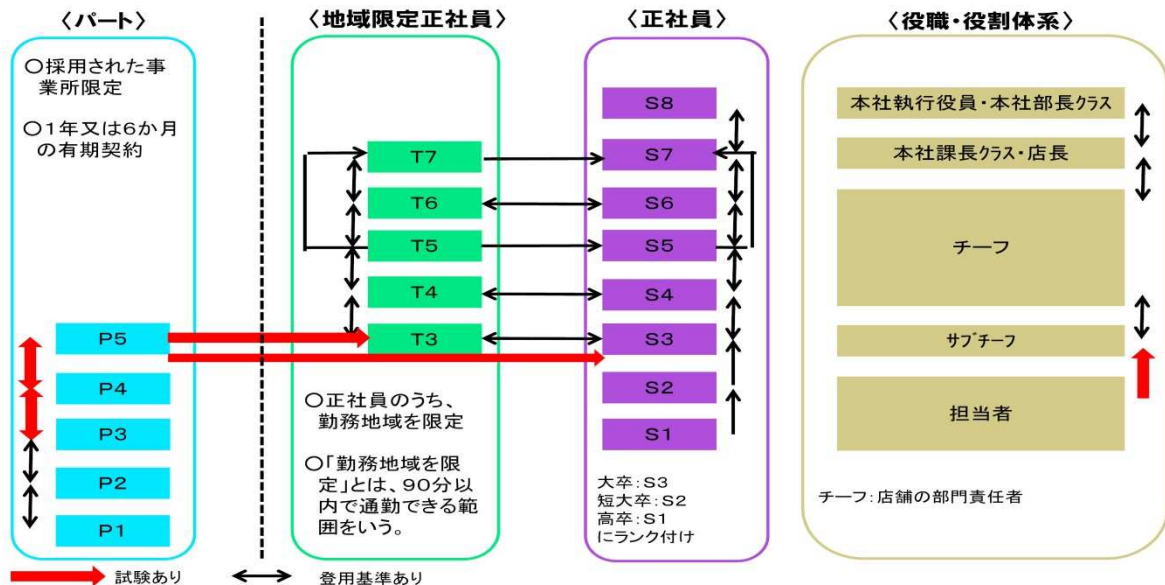 〈パート〉
〈地域限定正社員〉
〈正社員〉
〈役職・役割体系〉
○採用された事
業所限定
○1年又は6か月
の有期契約
P5
P4
P3
P2
P1
T7
T6
T5
T4
T3
○正社員のうち、
勤務地域を限定
○「勤務地域を限
定」とは、90分以
内で通勤できる範
囲をいう。
S8
S7
S6
S5
S4
S3
S2
S1
大卒:S3
短大卒:S2
高卒:S1
にランク付け
本社執行役員・本社部長クラス
本社課長クラス・店長
チーフ
サブチーフ
担当者
チーフ:店舗の部門責任者
試験あり
登用基準あり